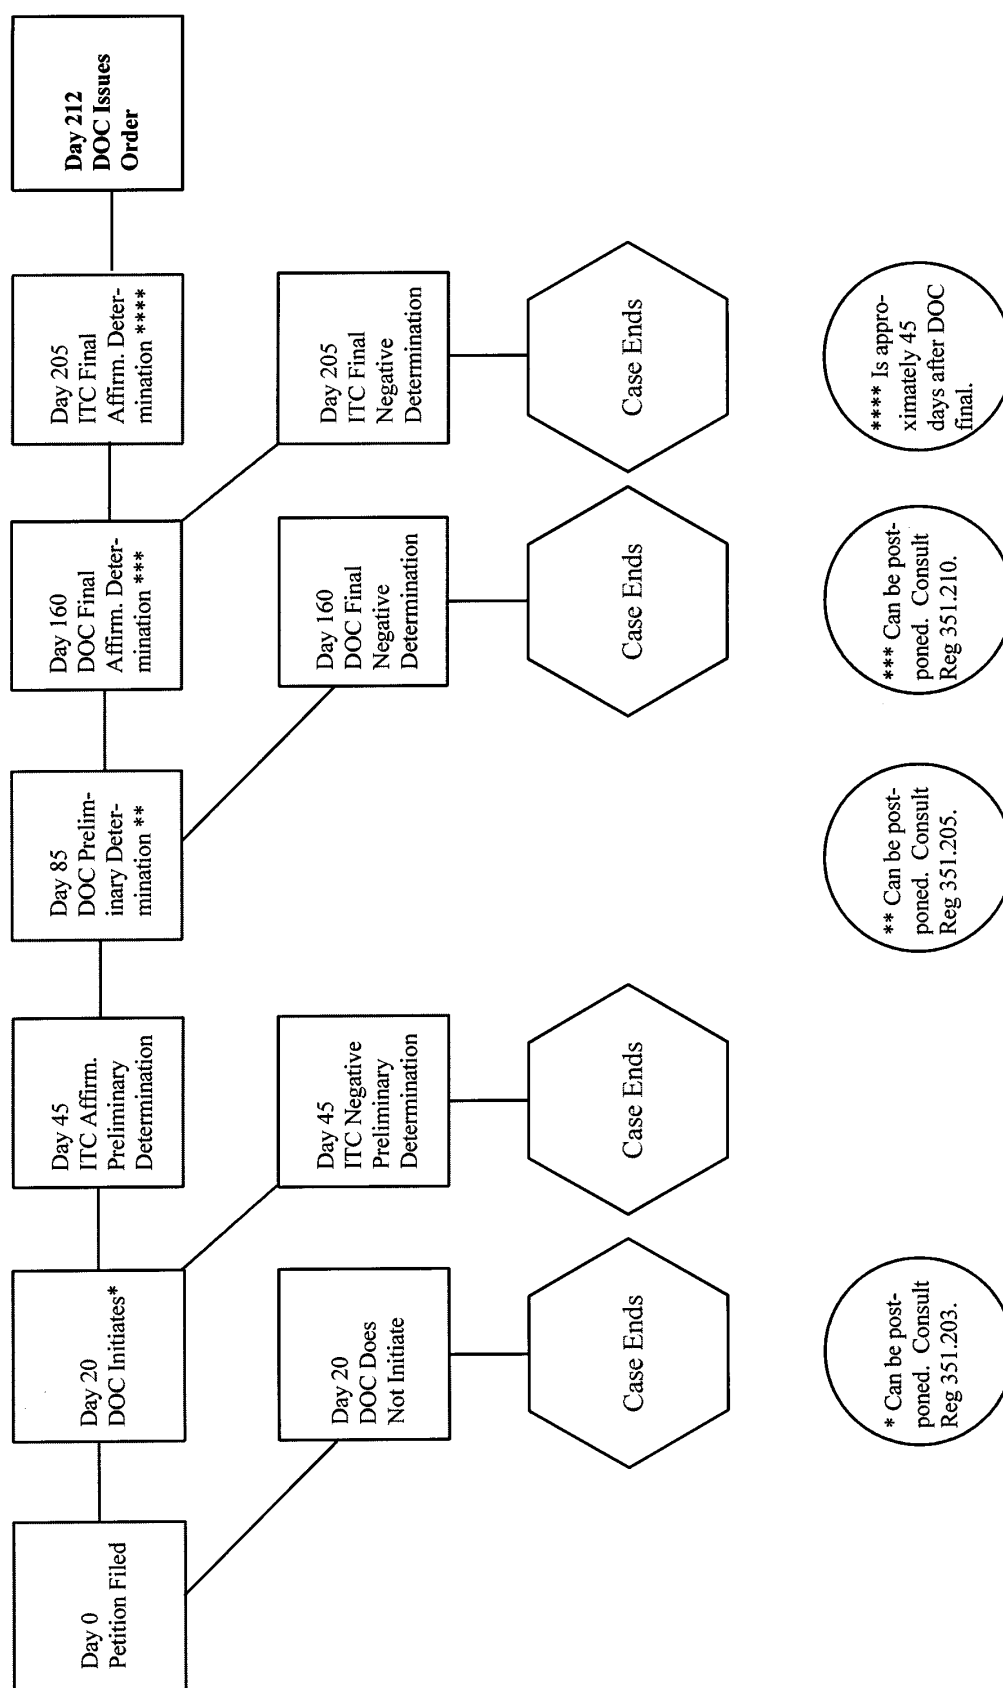 Day 0
Petition Filed
Day 20
DOC Initiates*
Day 45
ITC Affirm.
Preliminary
Determination
Day 85
DOC Prelim-
inary Deter-
mination **
Day 160
DOC Final
Affirm. Deter-
mination ***
Day 205
ITC Final
Affirm. Deter-
mination ****
Day 212
DOC Issues
Order
Day 20
DOC Does
Not Initiate
Day 45
ITC Negative
Preliminary
Determination
Day 160
DOC Final
Negative
Determination
Day 205
ITC Final
Negative
Determination
Case Ends
Case Ends
Case Ends
Case Ends
* Can be post-
poned. Consult
Reg 351.203.
** Can be post-
poned. Consult
Reg 351.205.
*** Can be post-
poned. Consult
Reg 351.210.
**** Is appro-
ximately 45
days after DOC
final.